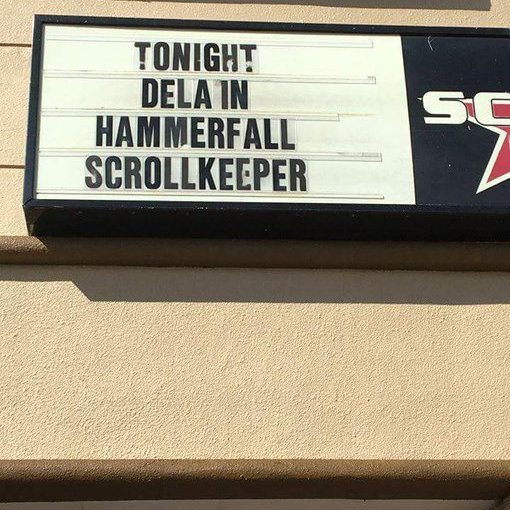 TONIGHT
DELA IN
HAMMERFALL
SCROLLKEEPER